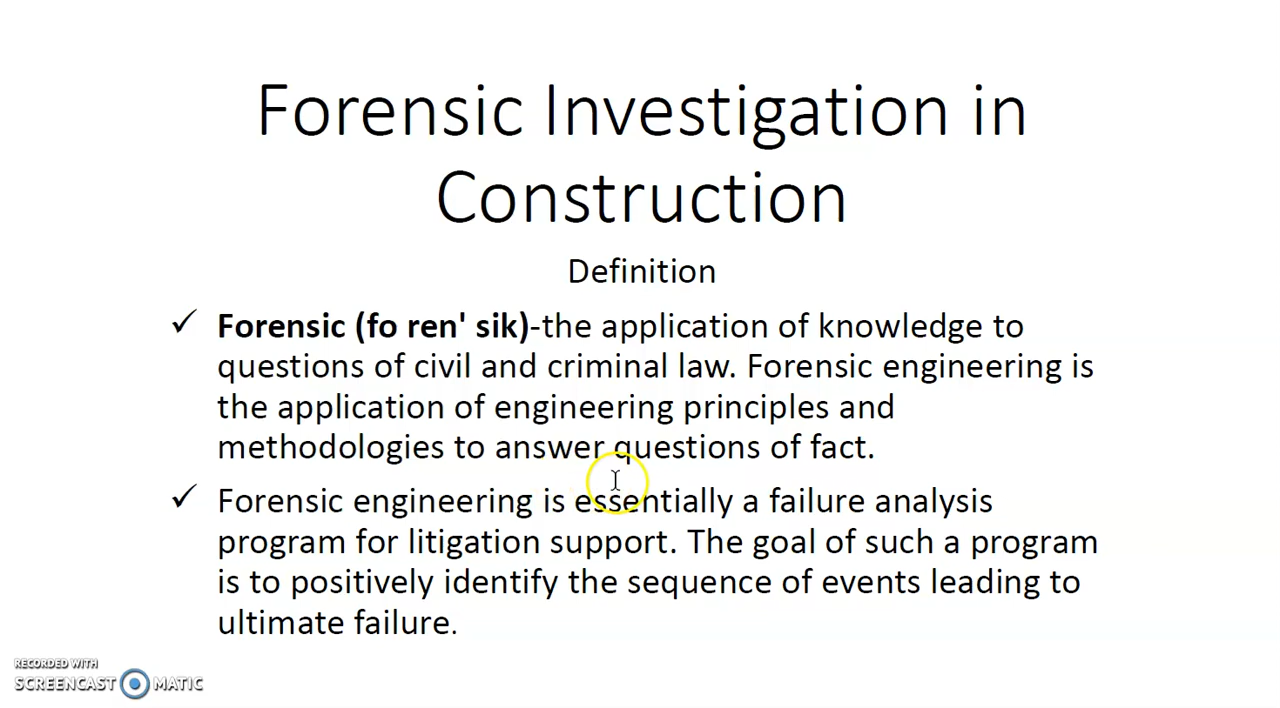 Forensic Investigation in
Construction
Definition
✓ Forensic (fo ren' sik)-the application of knowledge to
questions of civil and criminal law. Forensic engineering is
the application of engineering principles and
methodologies to answer questions of fact.
✓ Forensic engineering is essentially a failure analysis
program for litigation support. The goal of such a program
is to positively identify the sequence of events leading to
ultimate failure.
RECORDED WITH
SCREENCAST MATIC